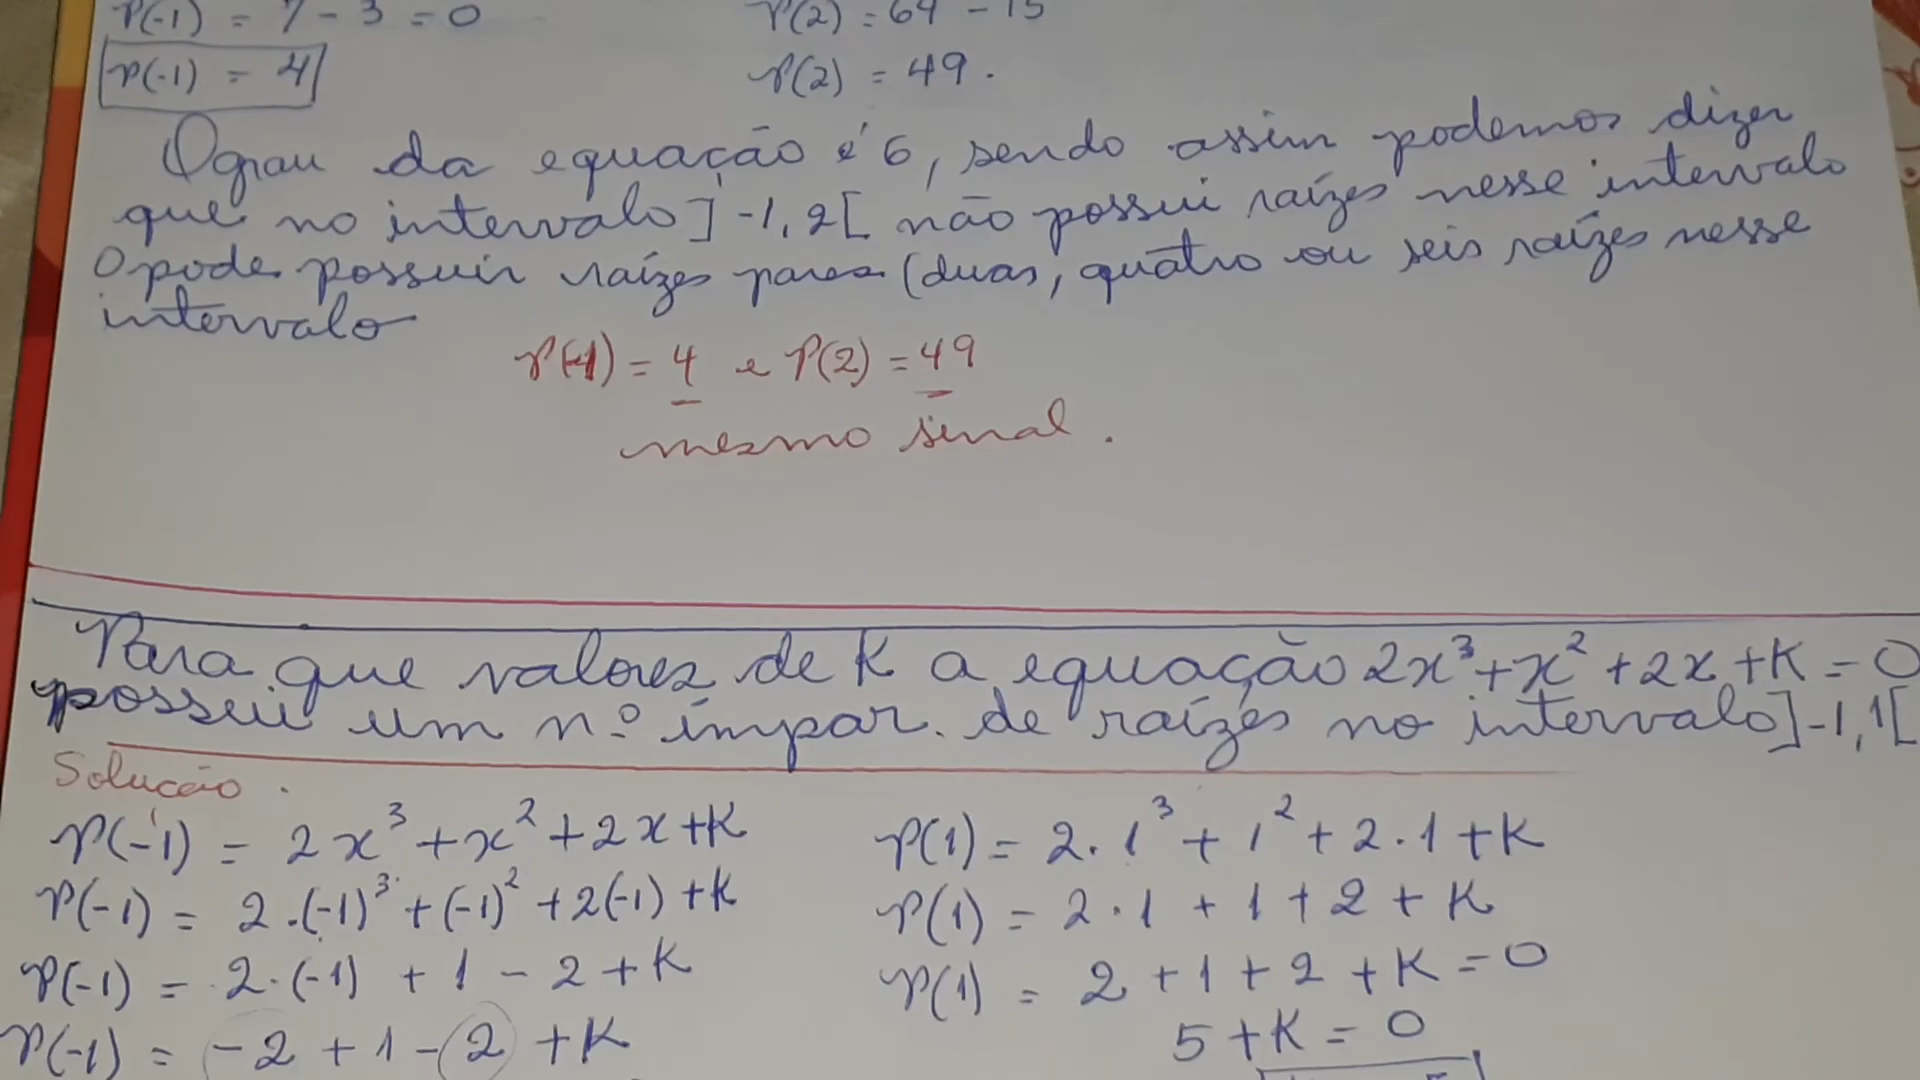 P(-1) = 7 - 3 = 0
P(2) = 64 - 15
P(-1) = 4
P(2) = 49.
O grau da equação é 6, sendo assim podemos dizer
que no intervalo ]-1, 2[ não possui raízes nesse intervalo
O pode possuir raízes pares (duas, quatro ou seis raízes nesse
intervalo
P(-1) = 4 e P(2) = 49
mesmo sinal.
Para que valores de K a equação 2x³ + x² + 2x + K = 0
possui um nº ímpar. de raízes no intervalo ]-1, 1[
Solução.
P(-1) = 2x³ + x² + 2x + K
P(-1) = 2·(-1)³ + (-1)² + 2(-1) + K
P(-1) = 2·(-1) + 1 - 2 + K
P(-1) = -2 + 1 - 2 + K
P(1) = 2·1³ + 1² + 2·1 + K
P(1) = 2·1 + 1 + 2 + K
P(1) = 2 + 1 + 2 + K = 0
5 + K = 0